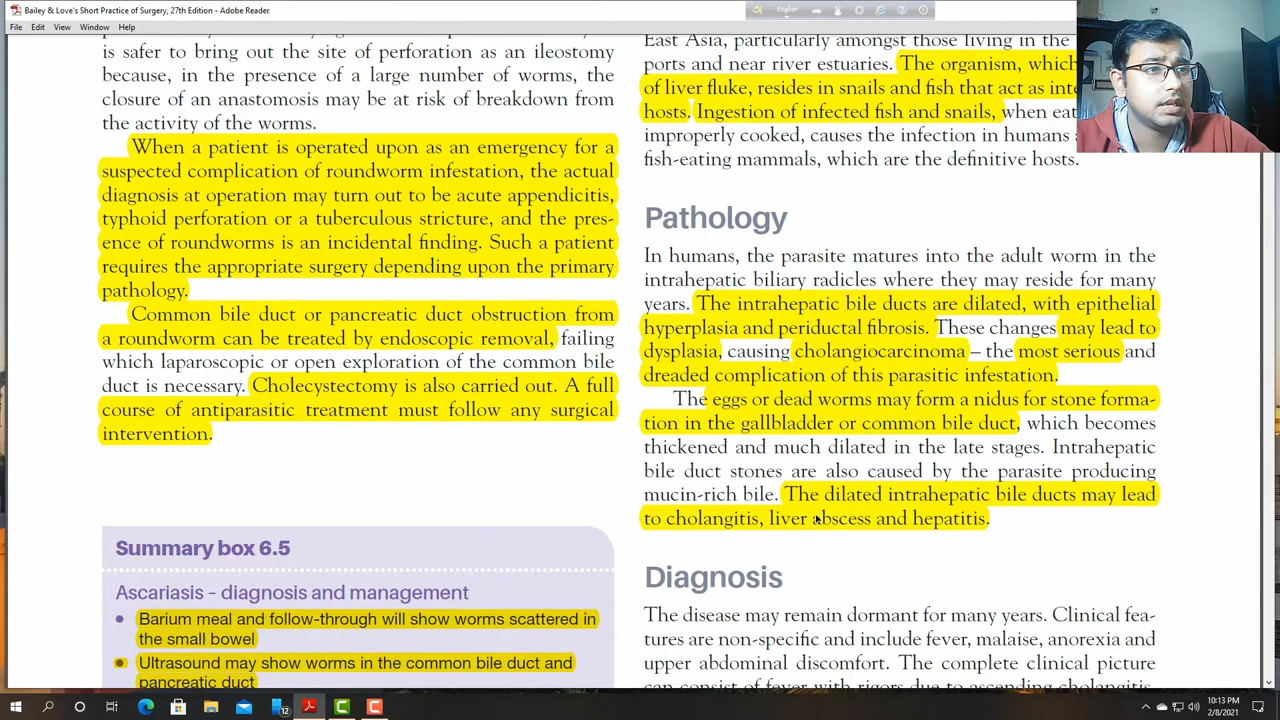 Bailey & Love's Short Practice of Surgery, 27th Edition - Adobe Reader
English
File Edit View Window Help
is safer to bring out the site of perforation as an ileostomy
because, in the presence of a large number of worms, the
closure of an anastomosis may be at risk of breakdown from
the activity of the worms.
When a patient is operated upon as an emergency for a
suspected complication of roundworm infestation, the actual
diagnosis at operation may turn out to be acute appendicitis,
typhoid perforation or a tuberculous stricture, and the pres-
ence of roundworms is an incidental finding. Such a patient
requires the appropriate surgery depending upon the primary
pathology.
Common bile duct or pancreatic duct obstruction from
a roundworm can be treated by endoscopic removal, failing
which laparoscopic or open exploration of the common bile
duct is necessary. Cholecystectomy is also carried out. A full
course of antiparasitic treatment must follow any surgical
intervention.
Summary box 6.5
Ascariasis – diagnosis and management
● Barium meal and follow-through will show worms scattered in
the small bowel
● Ultrasound may show worms in the common bile duct and
pancreatic duct
East Asia, particularly amongst those living in the
ports and near river estuaries. The organism, which
of liver fluke, resides in snails and fish that act as inte
hosts. Ingestion of infected fish and snails, when eat
improperly cooked, causes the infection in humans a
fish-eating mammals, which are the definitive hosts.
Pathology
In humans, the parasite matures into the adult worm in the
intrahepatic biliary radicles where they may reside for many
years. The intrahepatic bile ducts are dilated, with epithelial
hyperplasia and periductal fibrosis. These changes may lead to
dysplasia, causing cholangiocarcinoma – the most serious and
dreaded complication of this parasitic infestation.
The eggs or dead worms may form a nidus for stone forma-
tion in the gallbladder or common bile duct, which becomes
thickened and much dilated in the late stages. Intrahepatic
bile duct stones are also caused by the parasite producing
mucin-rich bile. The dilated intrahepatic bile ducts may lead
to cholangitis, liver abscess and hepatitis.
Diagnosis
The disease may remain dormant for many years. Clinical fea-
tures are non-specific and include fever, malaise, anorexia and
upper abdominal discomfort. The complete clinical picture
can consist of fever with rigors due to ascending cholangitis,
12
10:13 PM
2/8/2021